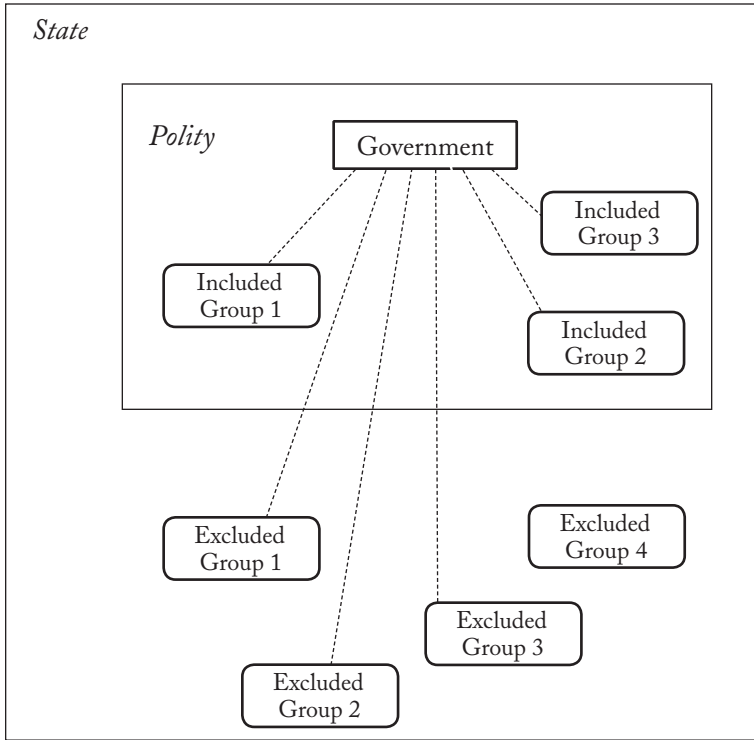 State
Polity
Government
Included
Group 3
Included
Group 1
Included
Group 2
Excluded
Group 4
Excluded
Group 1
Excluded
Group 3
Excluded
Group 2